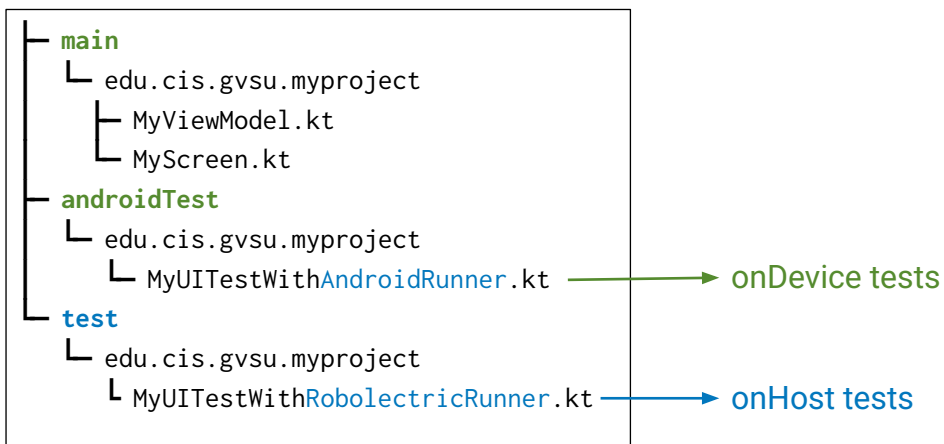 main
edu.cis.gvsu.myproject
MyViewModel.kt
MyScreen.kt
androidTest
edu.cis.gvsu.myproject
MyUITestWithAndroidRunner.kt onDevice tests
test
edu.cis.gvsu.myproject
MyUITestWithRobolectricRunner.kt onHost tests